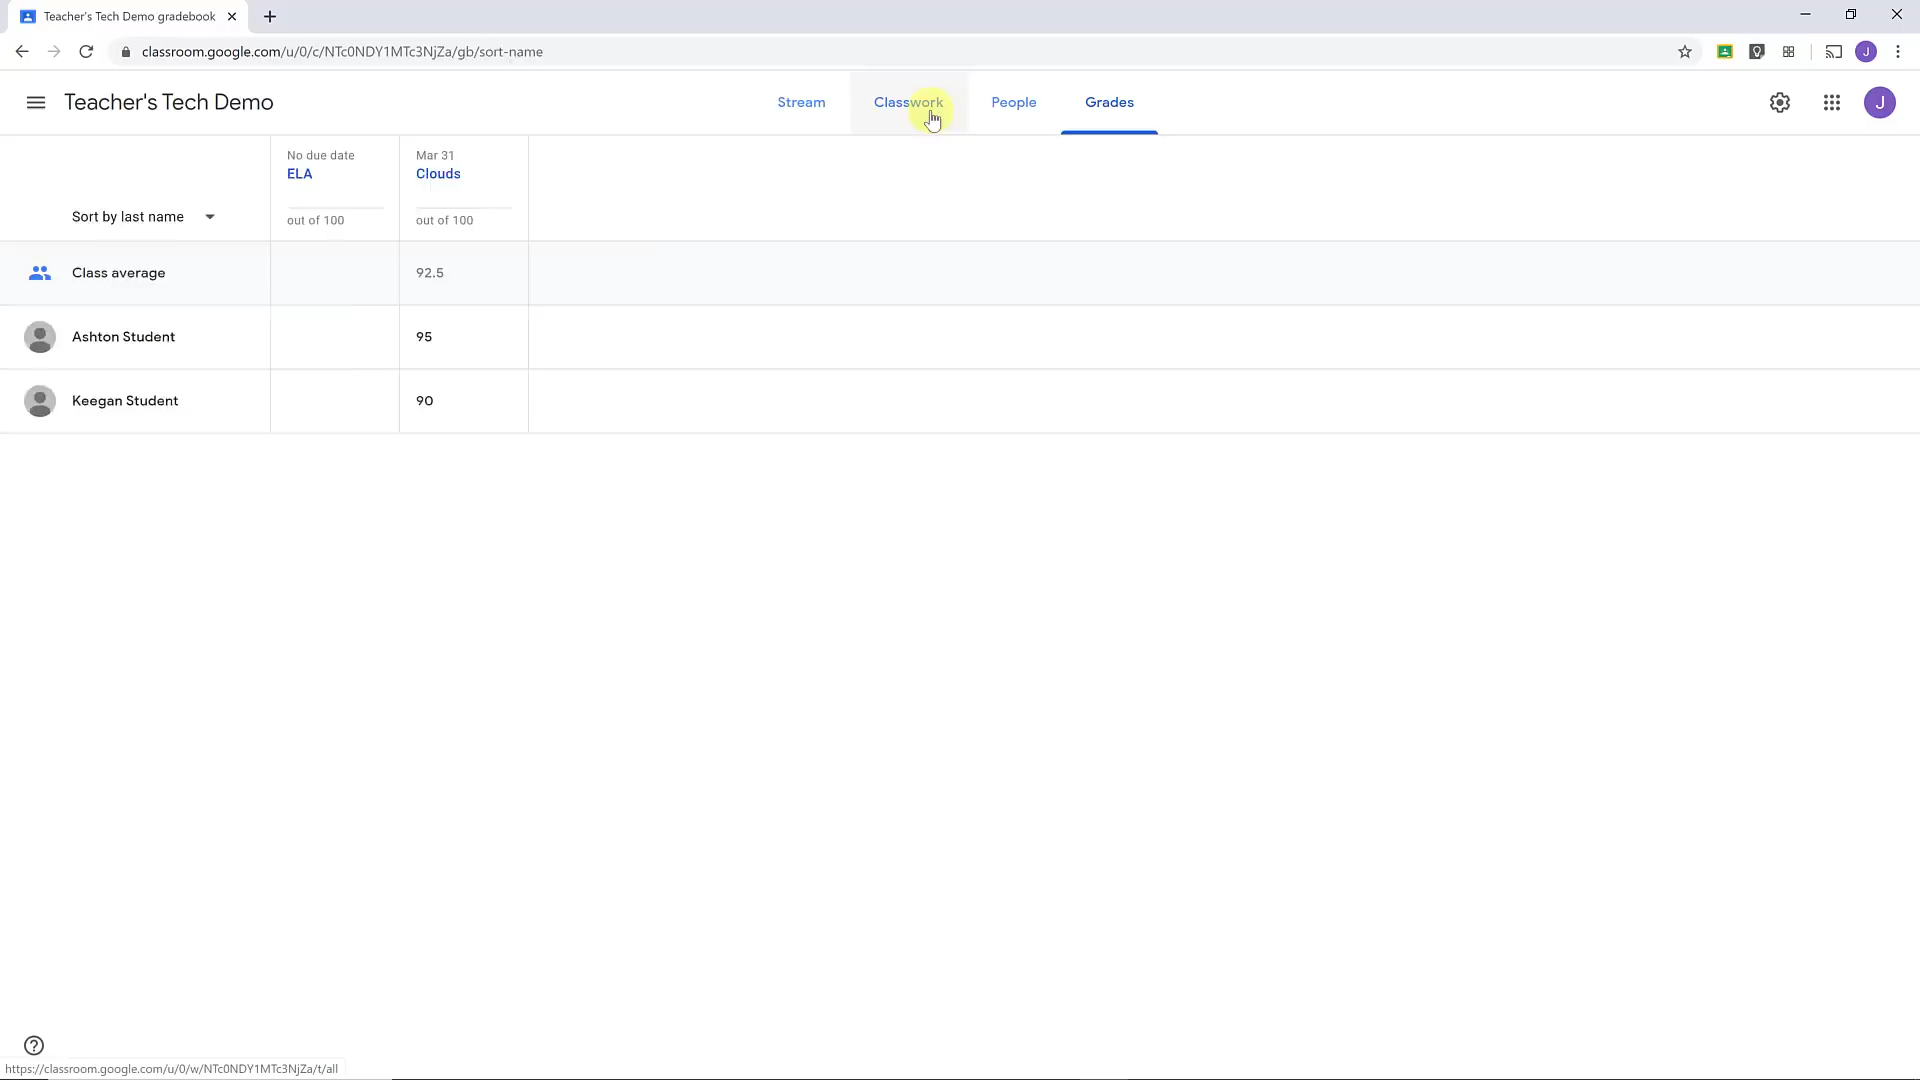 Teacher's Tech Demo gradebook
classroom.google.com/u/0/c/NTc0NDY1MTc3NjZa/gb/sort-name
J
Teacher's Tech Demo
Stream
Classwork
People
Grades
J
No due date
Mar 31
ELA
Clouds
Sort by last name
out of 100
out of 100
Class average
92.5
Ashton Student
95
Keegan Student
90
https://classroom.google.com/u/0/w/NTc0NDY1MTc3NjZa/t/all